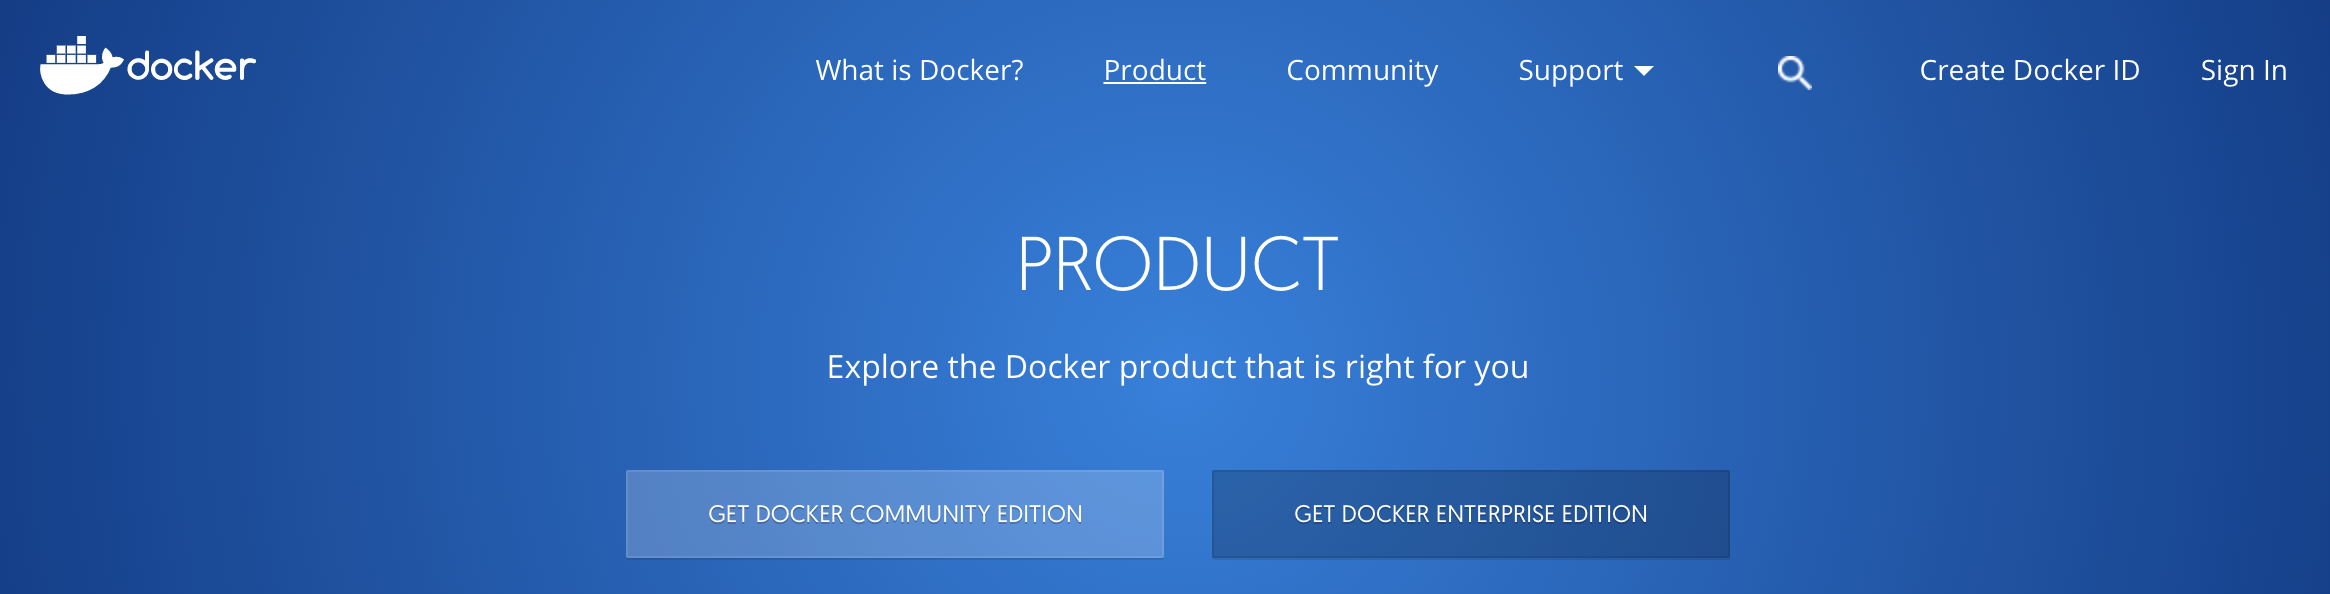 docker
What is Docker? Product Community Support Create Docker ID Sign In
PRODUCT
Explore the Docker product that is right for you
GET DOCKER COMMUNITY EDITION
GET DOCKER ENTERPRISE EDITION